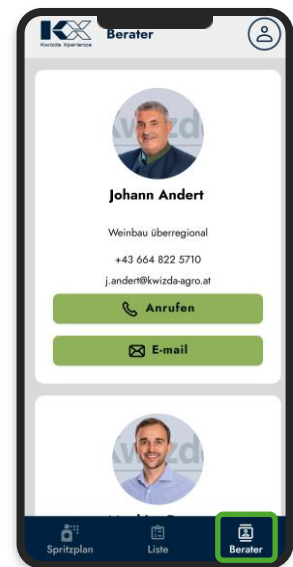 KX
Kwizda Xperience
Berater
Johann Andert
Weinbau überregional
+43 664 822 5710
j.andert@kwizda-agro.at
Anrufen
E-mail
Spritzplan
Liste
Berater